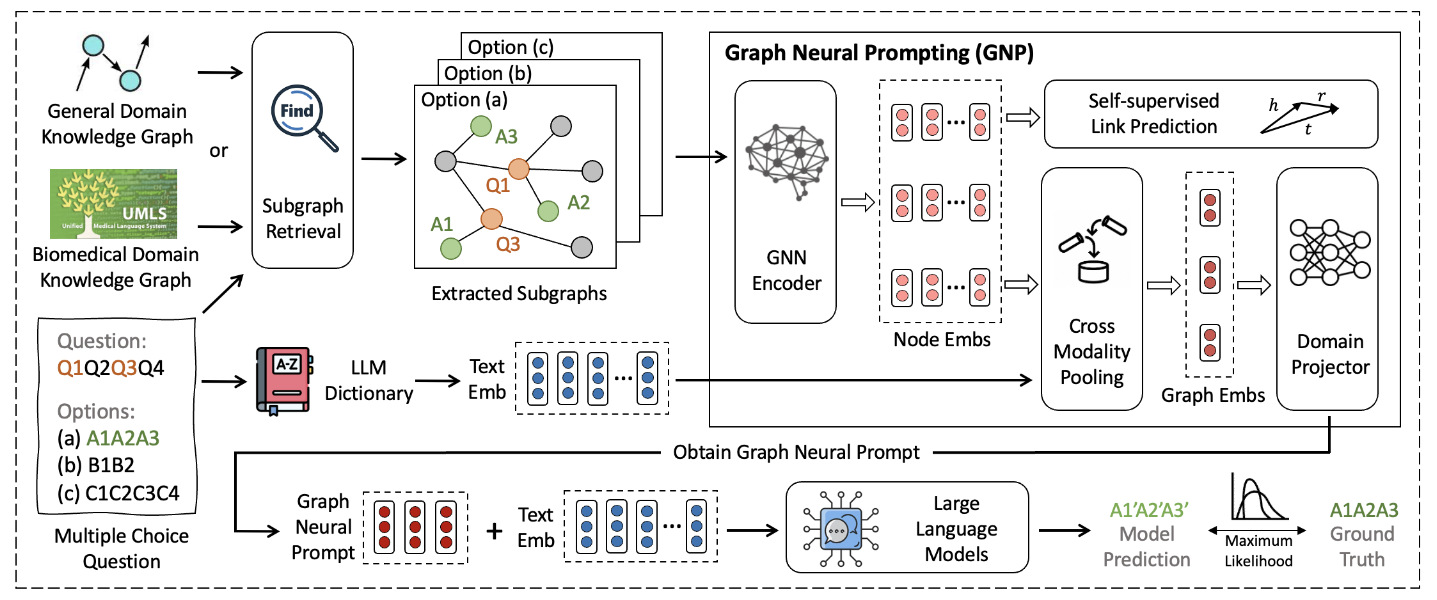 General Domain
Knowledge Graph
or
UMLS
Unified Medical Language System
Biomedical Domain
Knowledge Graph
Find
Subgraph
Retrieval
Option (c)
Option (b)
Option (a)
A3
Q1
A2
A1
Q3
Extracted Subgraphs
Graph Neural Prompting (GNP)
GNN
Encoder
Node Embs
Self-supervised
Link Prediction
h
r
t
Cross
Modality
Pooling
Graph Embs
Domain
Projector
Question:
Q1Q2Q3Q4
Options:
(a) A1A2A3
(b) B1B2
(c) C1C2C3C4
Multiple Choice
Question
A-Z
LLM
Dictionary
Text
Emb
Obtain Graph Neural Prompt
Graph
Neural
Prompt
+
Text
Emb
Large
Language
Models
A1’A2’A3’
Model
Prediction
Maximum
Likelihood
A1A2A3
Ground
Truth